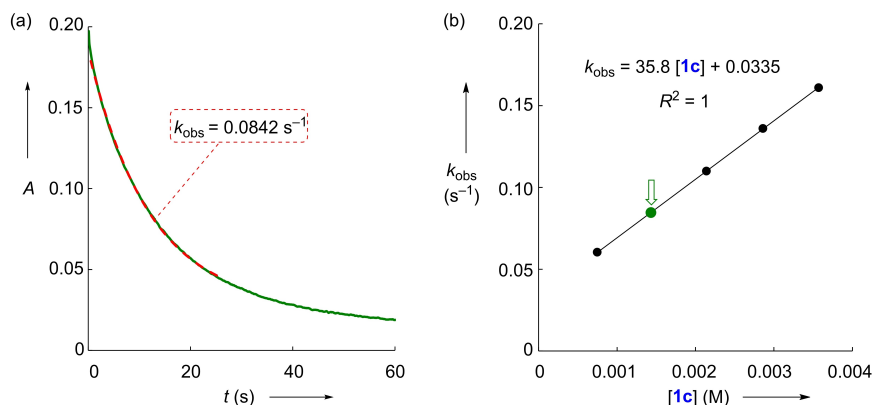 (a)
0.20
0.15
0.10
0.05
0
A
kobs = 0.0842 s−1
0 20 40 60
t (s)
(b)
0.20
0.15
0.10
0.05
0
kobs
(s−1)
kobs = 35.8 [1c] + 0.0335
R2 = 1
0 0.001 0.002 0.003 0.004
[1c] (M)